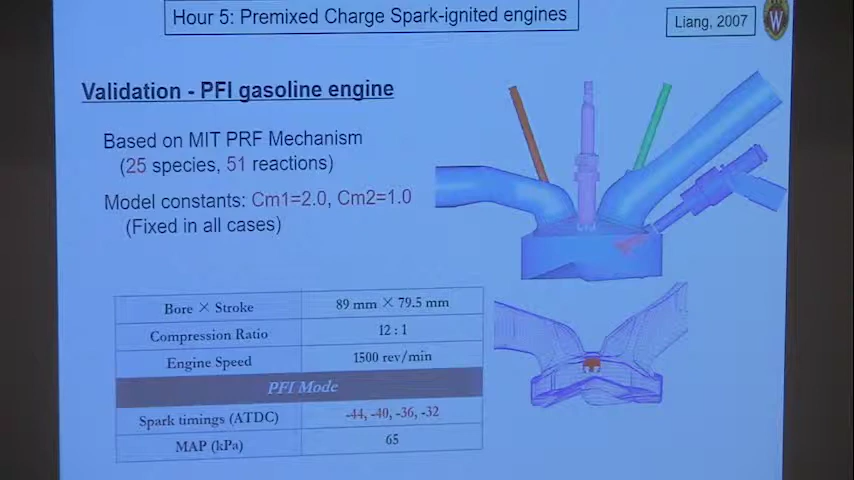 Hour 5: Premixed Charge Spark-ignited engines
Liang, 2007
W
Validation - PFI gasoline engine
Based on MIT PRF Mechanism
(25 species, 51 reactions)
Model constants: Cm1=2.0, Cm2=1.0
(Fixed in all cases)
Bore × Stroke 89 mm × 79.5 mm
Compression Ratio 12 : 1
Engine Speed 1500 rev/min
PFI Mode
Spark timings (ATDC) -44, -40, -36, -32
MAP (kPa) 65